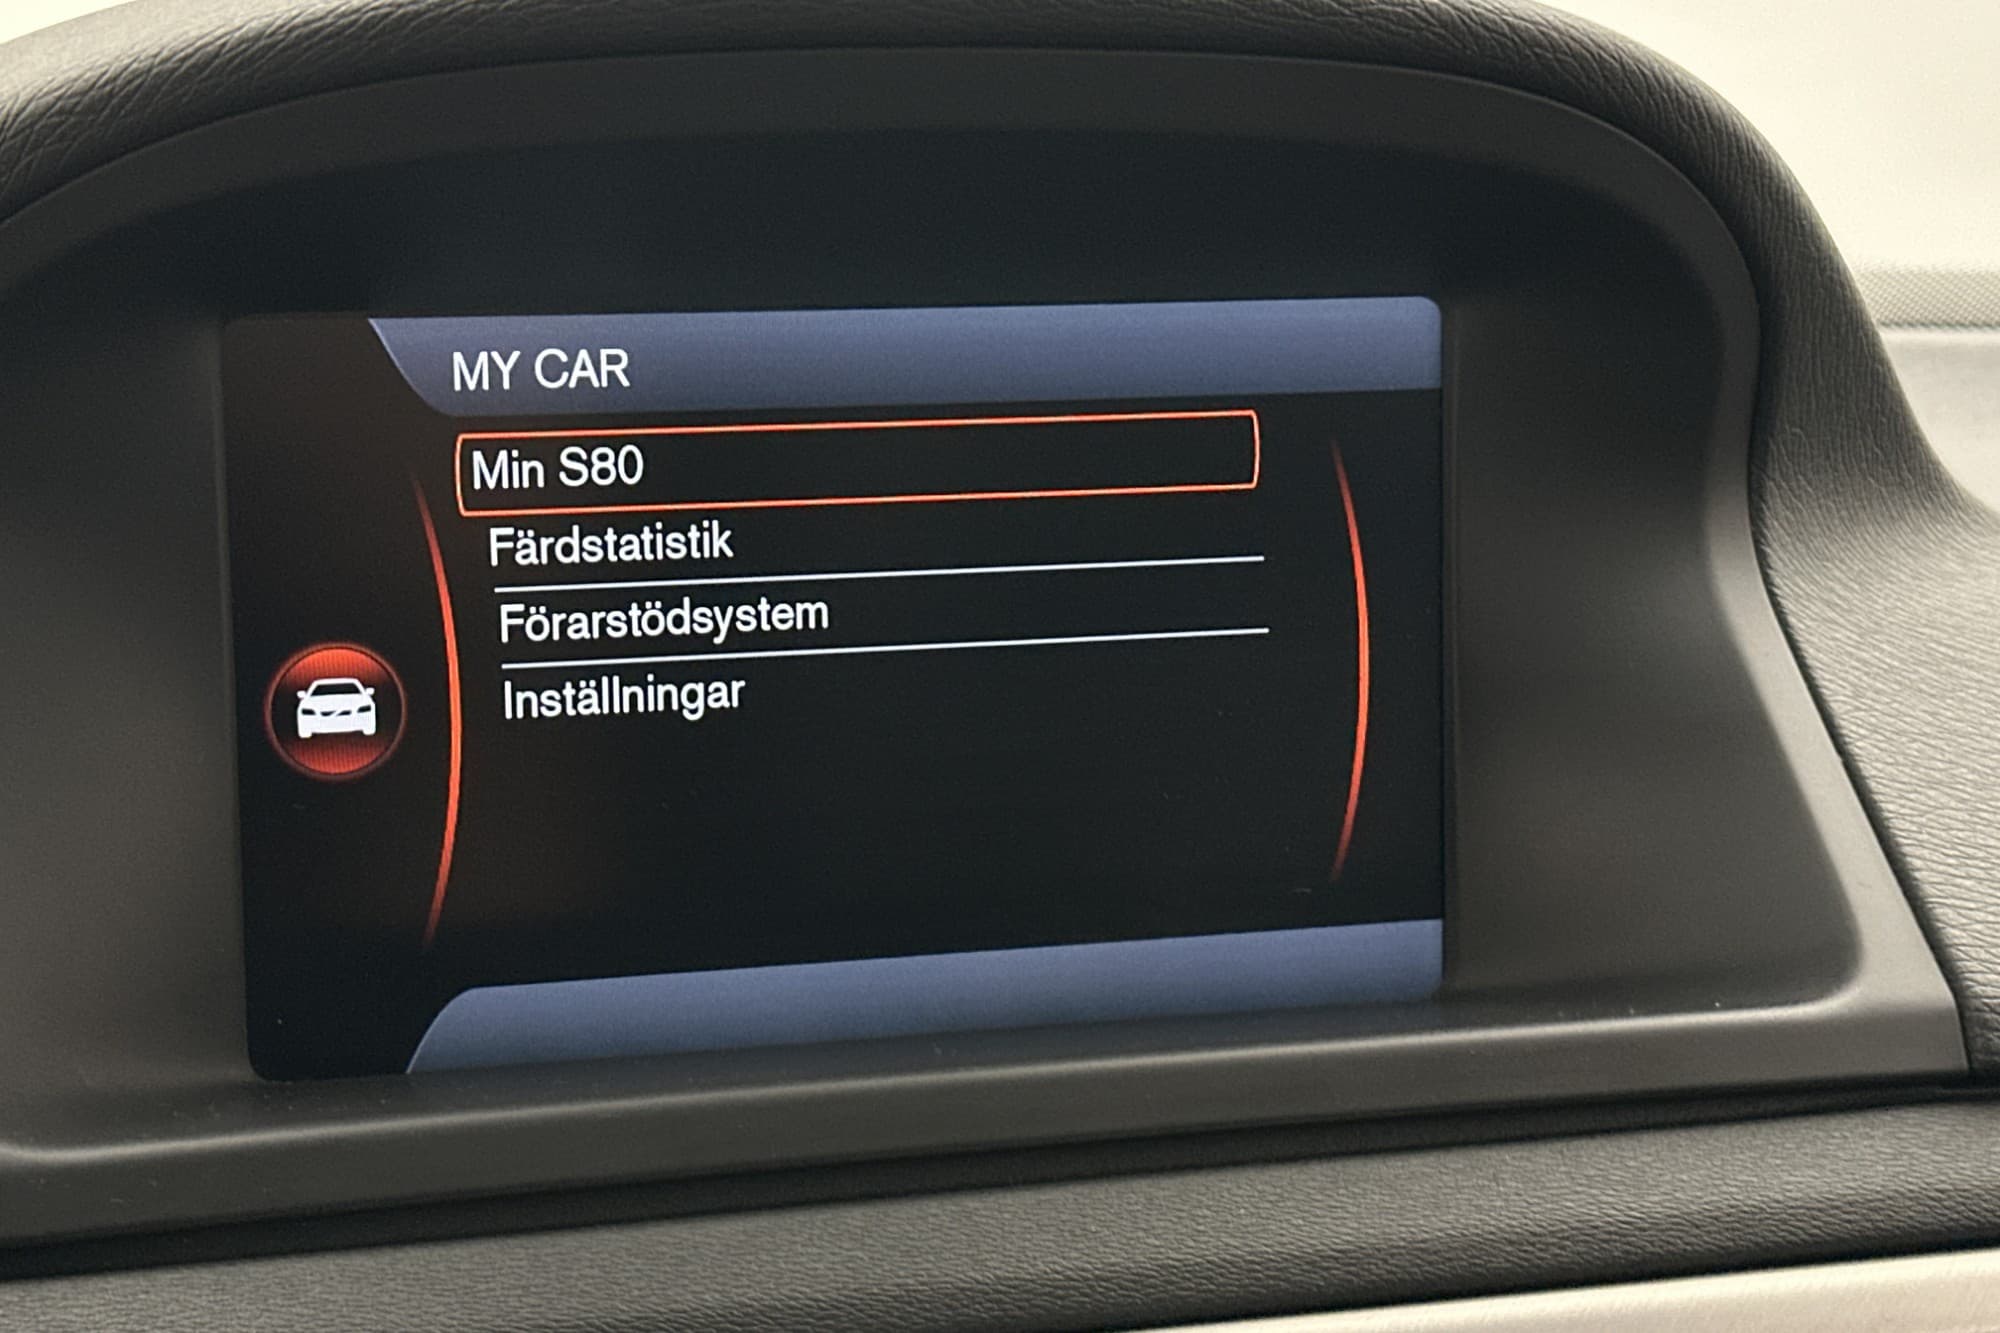 MY CAR
Min S80
Färdstatistik
Förarstödsystem
Inställningar